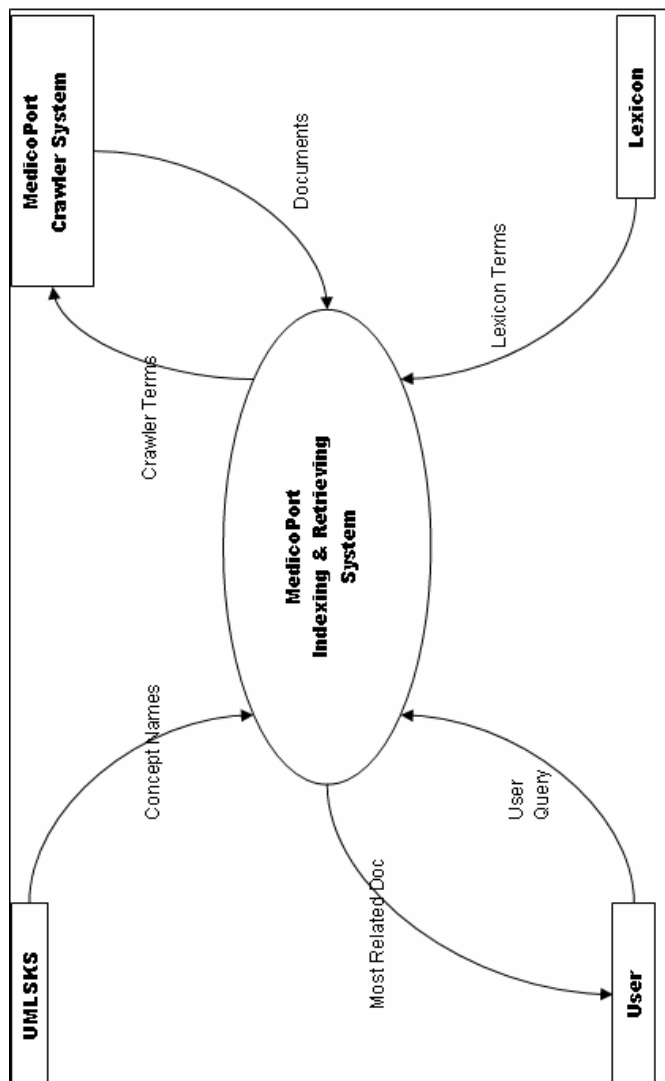 UMLSKS
MedicoPort
Crawler System
Concept Names
Crawler Terms
Documents
MedicoPort
Indexing & Retrieving
System
Most Related Doc
User
Query
Lexicon Terms
User
Lexicon